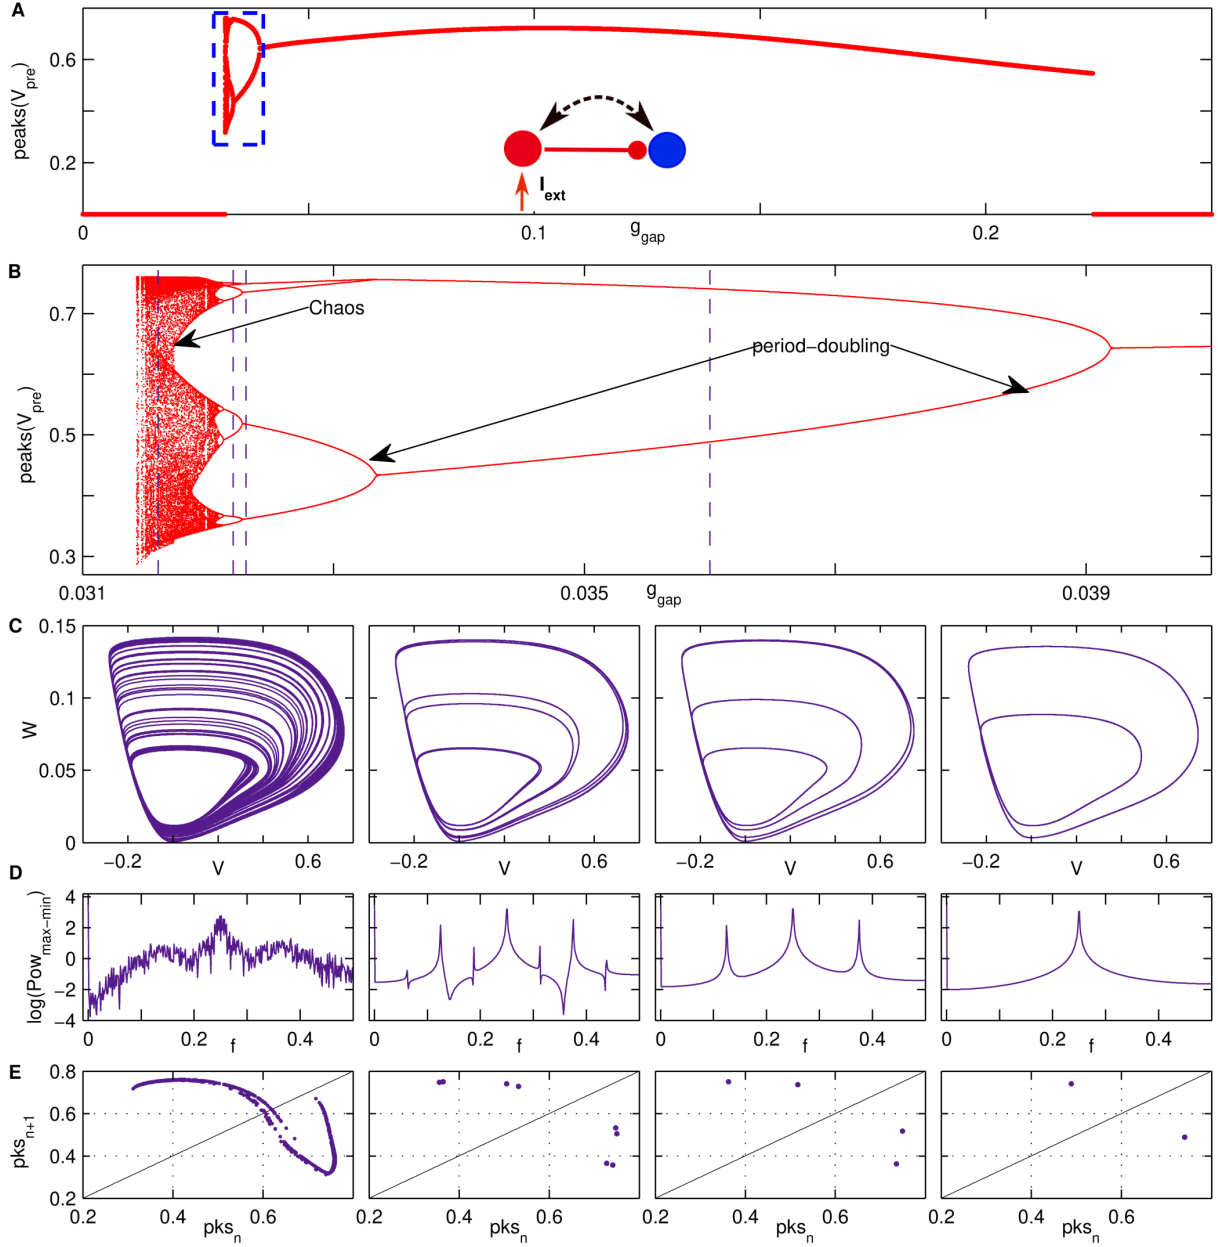 A
peaks(V_pre)
0.6
0.2
I_ext
0
0.1
g_gap
0.2
B
peaks(V_pre)
0.7
0.5
0.3
Chaos
period−doubling
0.031
0.035
g_gap
0.039
C
W
0.15
0.1
0.05
0
−0.2 V 0.6
−0.2 V 0.6
−0.2 V 0.6
−0.2 V 0.6
D
log(Pow_max−min)
4
2
0
−2
−4
0 0.2 f 0.4
0 0.2 f 0.4
0 0.2 f 0.4
0 0.2 f 0.4
E
pks_n+1
0.8
0.6
0.4
0.2
0.2 0.4 0.6 pks_n
0.2 0.4 0.6 pks_n
0.2 0.4 0.6 pks_n
0.2 0.4 0.6 pks_n